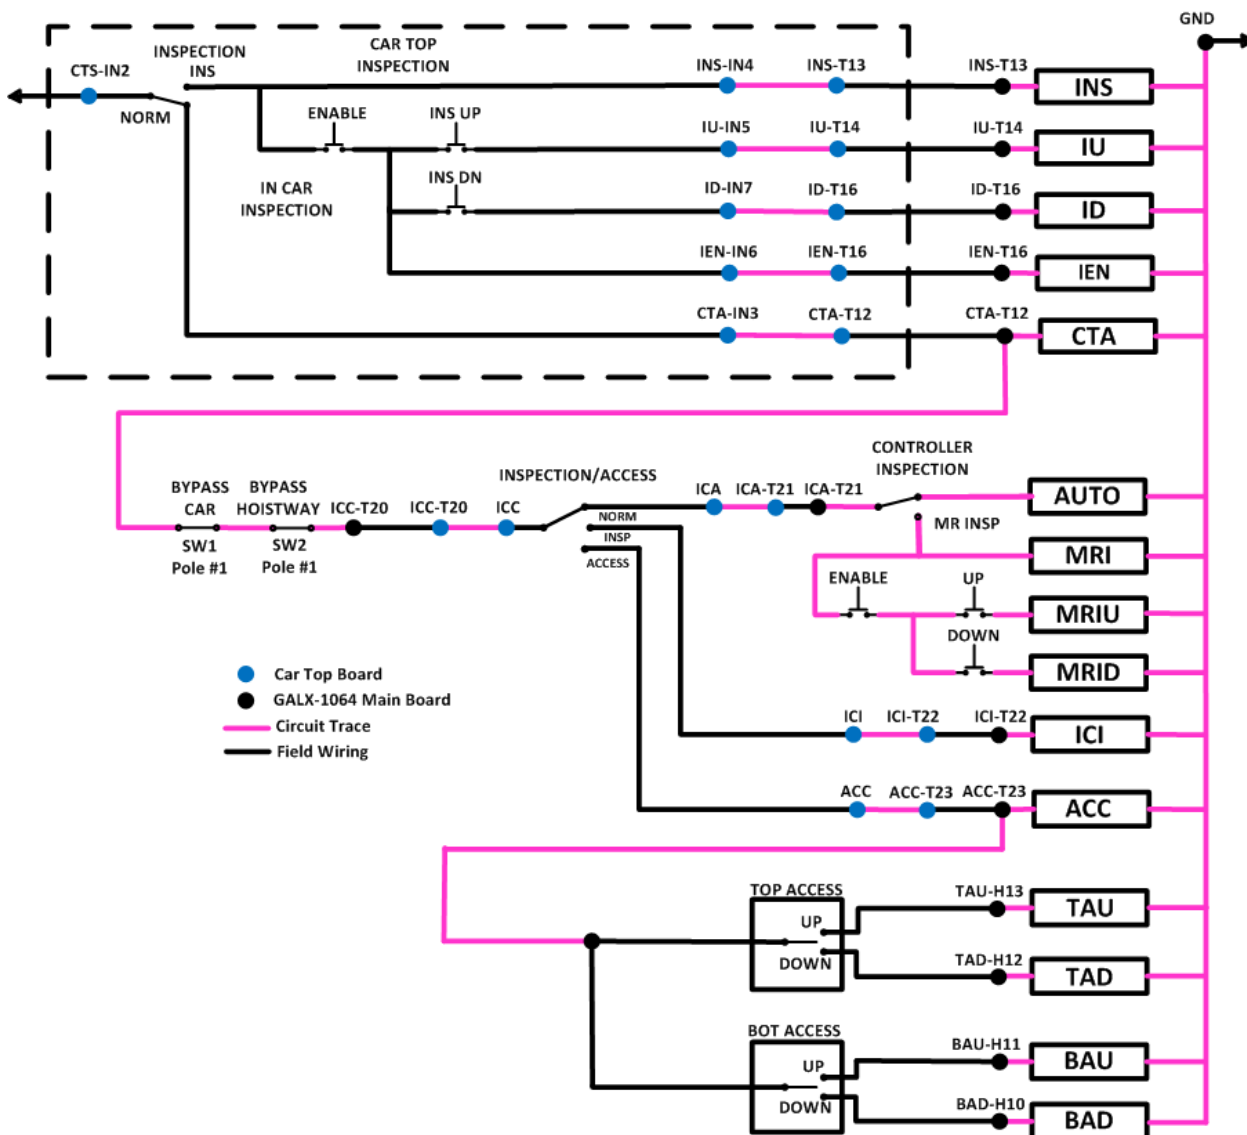 GND
INSPECTION
INS
CAR TOP
INSPECTION
CTS-IN2
NORM
INS-IN4
INS-T13
INS-T13
INS
ENABLE
INS UP
IU-IN5
IU-T14
IU-T14
IU
IN CAR
INSPECTION
INS DN
ID-IN7
ID-T16
ID-T16
ID
IEN-IN6
IEN-T16
IEN-T16
IEN
CTA-IN3
CTA-T12
CTA-T12
CTA
BYPASS
CAR
BYPASS
HOISTWAY
ICC-T20
ICC-T20
ICC
SW1
Pole #1
SW2
Pole #1
INSPECTION/ACCESS
NORM
INSP
ACCESS
ICA
ICA-T21
ICA-T21
CONTROLLER
INSPECTION
AUTO
MR INSP
MRI
ENABLE
UP
MRIU
DOWN
MRID
Car Top Board
GALX-1064 Main Board
Circuit Trace
Field Wiring
ICI
ICI-T22
ICI-T22
ICI
ACC
ACC-T23
ACC-T23
ACC
TOP ACCESS
UP
DOWN
TAU-H13
TAU
TAD-H12
TAD
BOT ACCESS
UP
DOWN
BAU-H11
BAU
BAD-H10
BAD